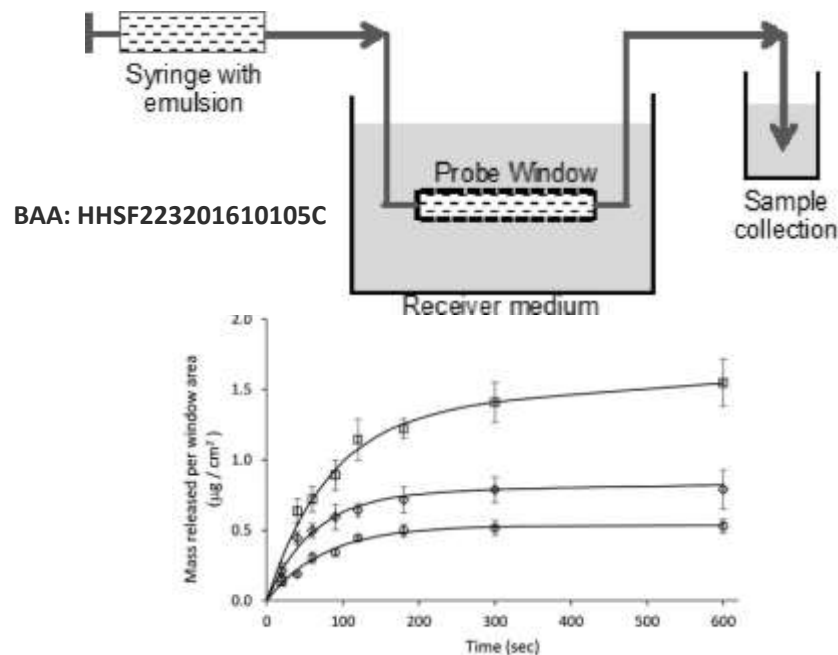 Syringe with
emulsion
Probe Window
BAA: HHSF223201610105C
Sample
collection
Receiver medium
Mass released per window area
(µg / cm²)
2.0
1.5
1.0
0.5
0.0
0 100 200 300 400 500 600
Time (sec)